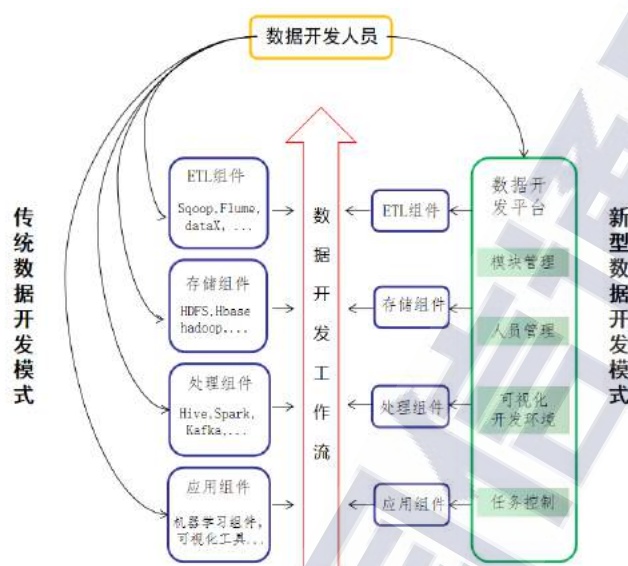 数据开发人员
传统数据开发模式
ETL组件
Sqoop,Flume,
dataX, ...
存储组件
HDFS,Hbase
hadoop,...
处理组件
Hive,Spark,
Kafka,...
应用组件
机器学习组件,
可视化工具...
数据开发工作流
ETL组件
存储组件
处理组件
应用组件
数据开
发平台
模块管理
人员管理
可视化
开发环境
任务控制
新型数据开发模式